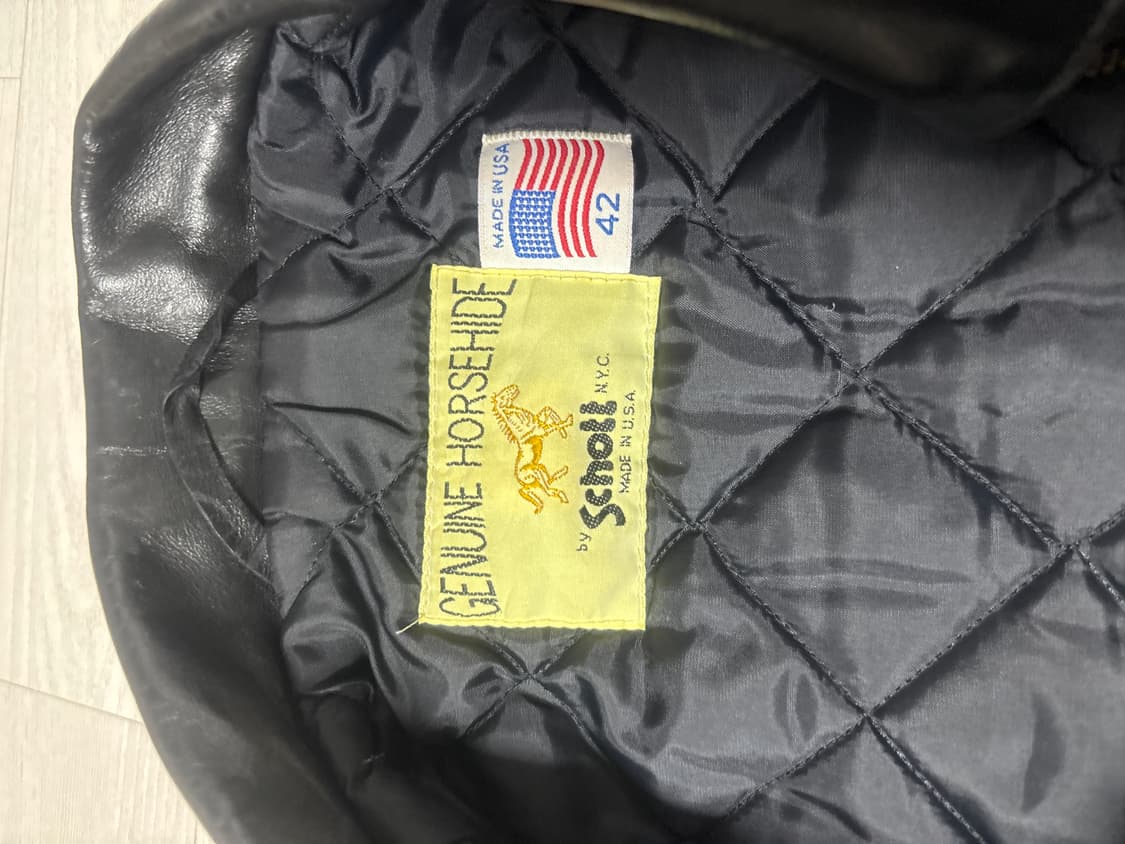 MADE IN USA
42
GENUINE HORSEHIDE
by Schott N.Y.C.
MADE IN U.S.A.